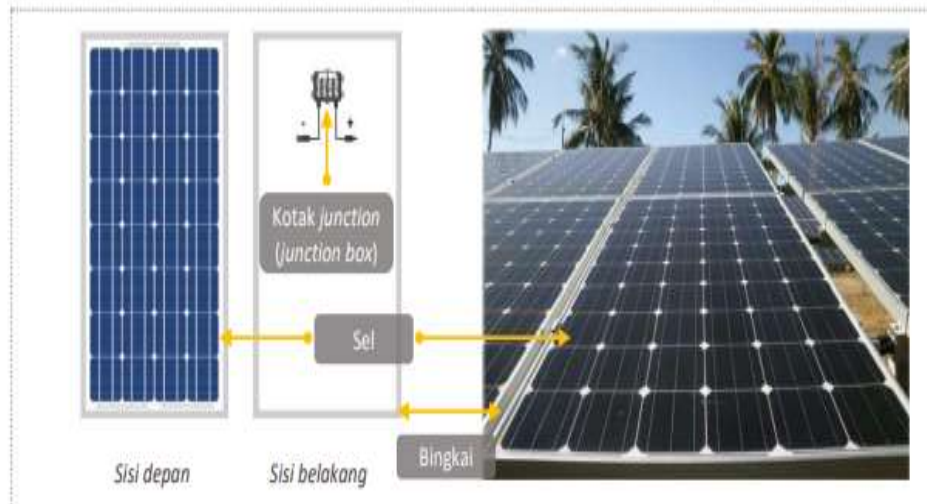 - +
Kotak junction
(junction box)
Sel
Bingkai
Sisi depan
Sisi belakang